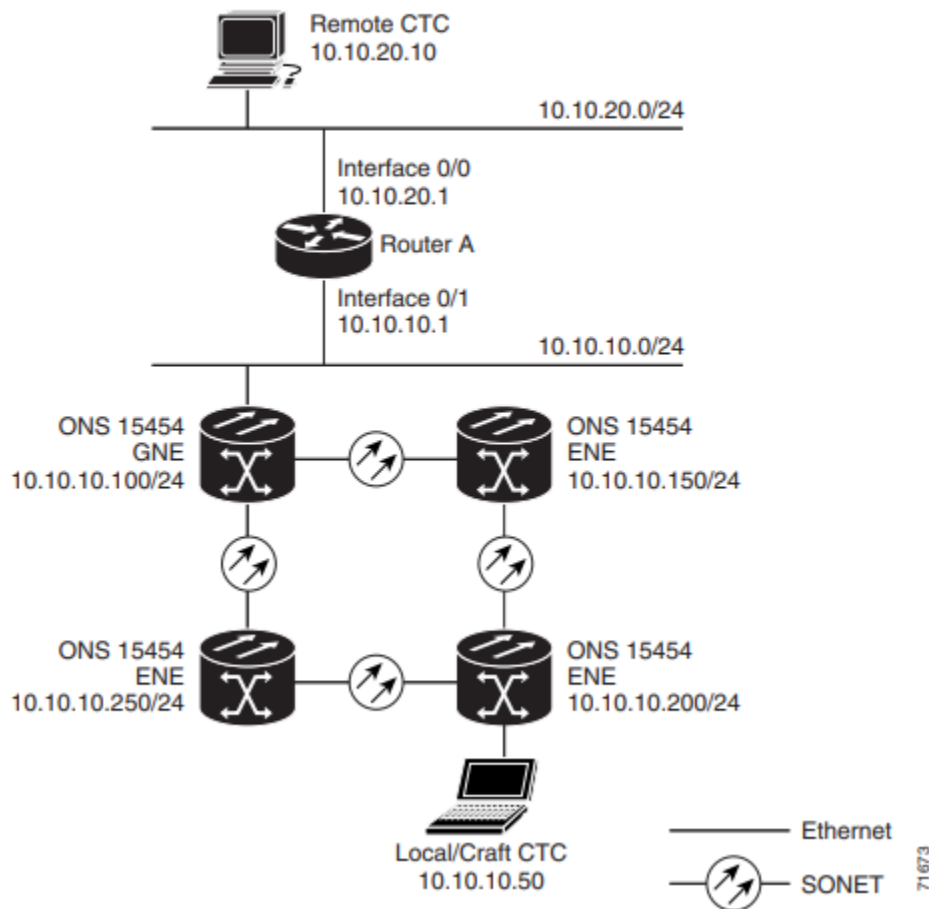 Remote CTC
10.10.20.10
10.10.20.0/24
Interface 0/0
10.10.20.1
Router A
Interface 0/1
10.10.10.1
10.10.10.0/24
ONS 15454
GNE
10.10.10.100/24
ONS 15454
ENE
10.10.10.150/24
ONS 15454
ENE
10.10.10.250/24
ONS 15454
ENE
10.10.10.200/24
Local/Craft CTC
10.10.10.50
Ethernet
SONET
71673